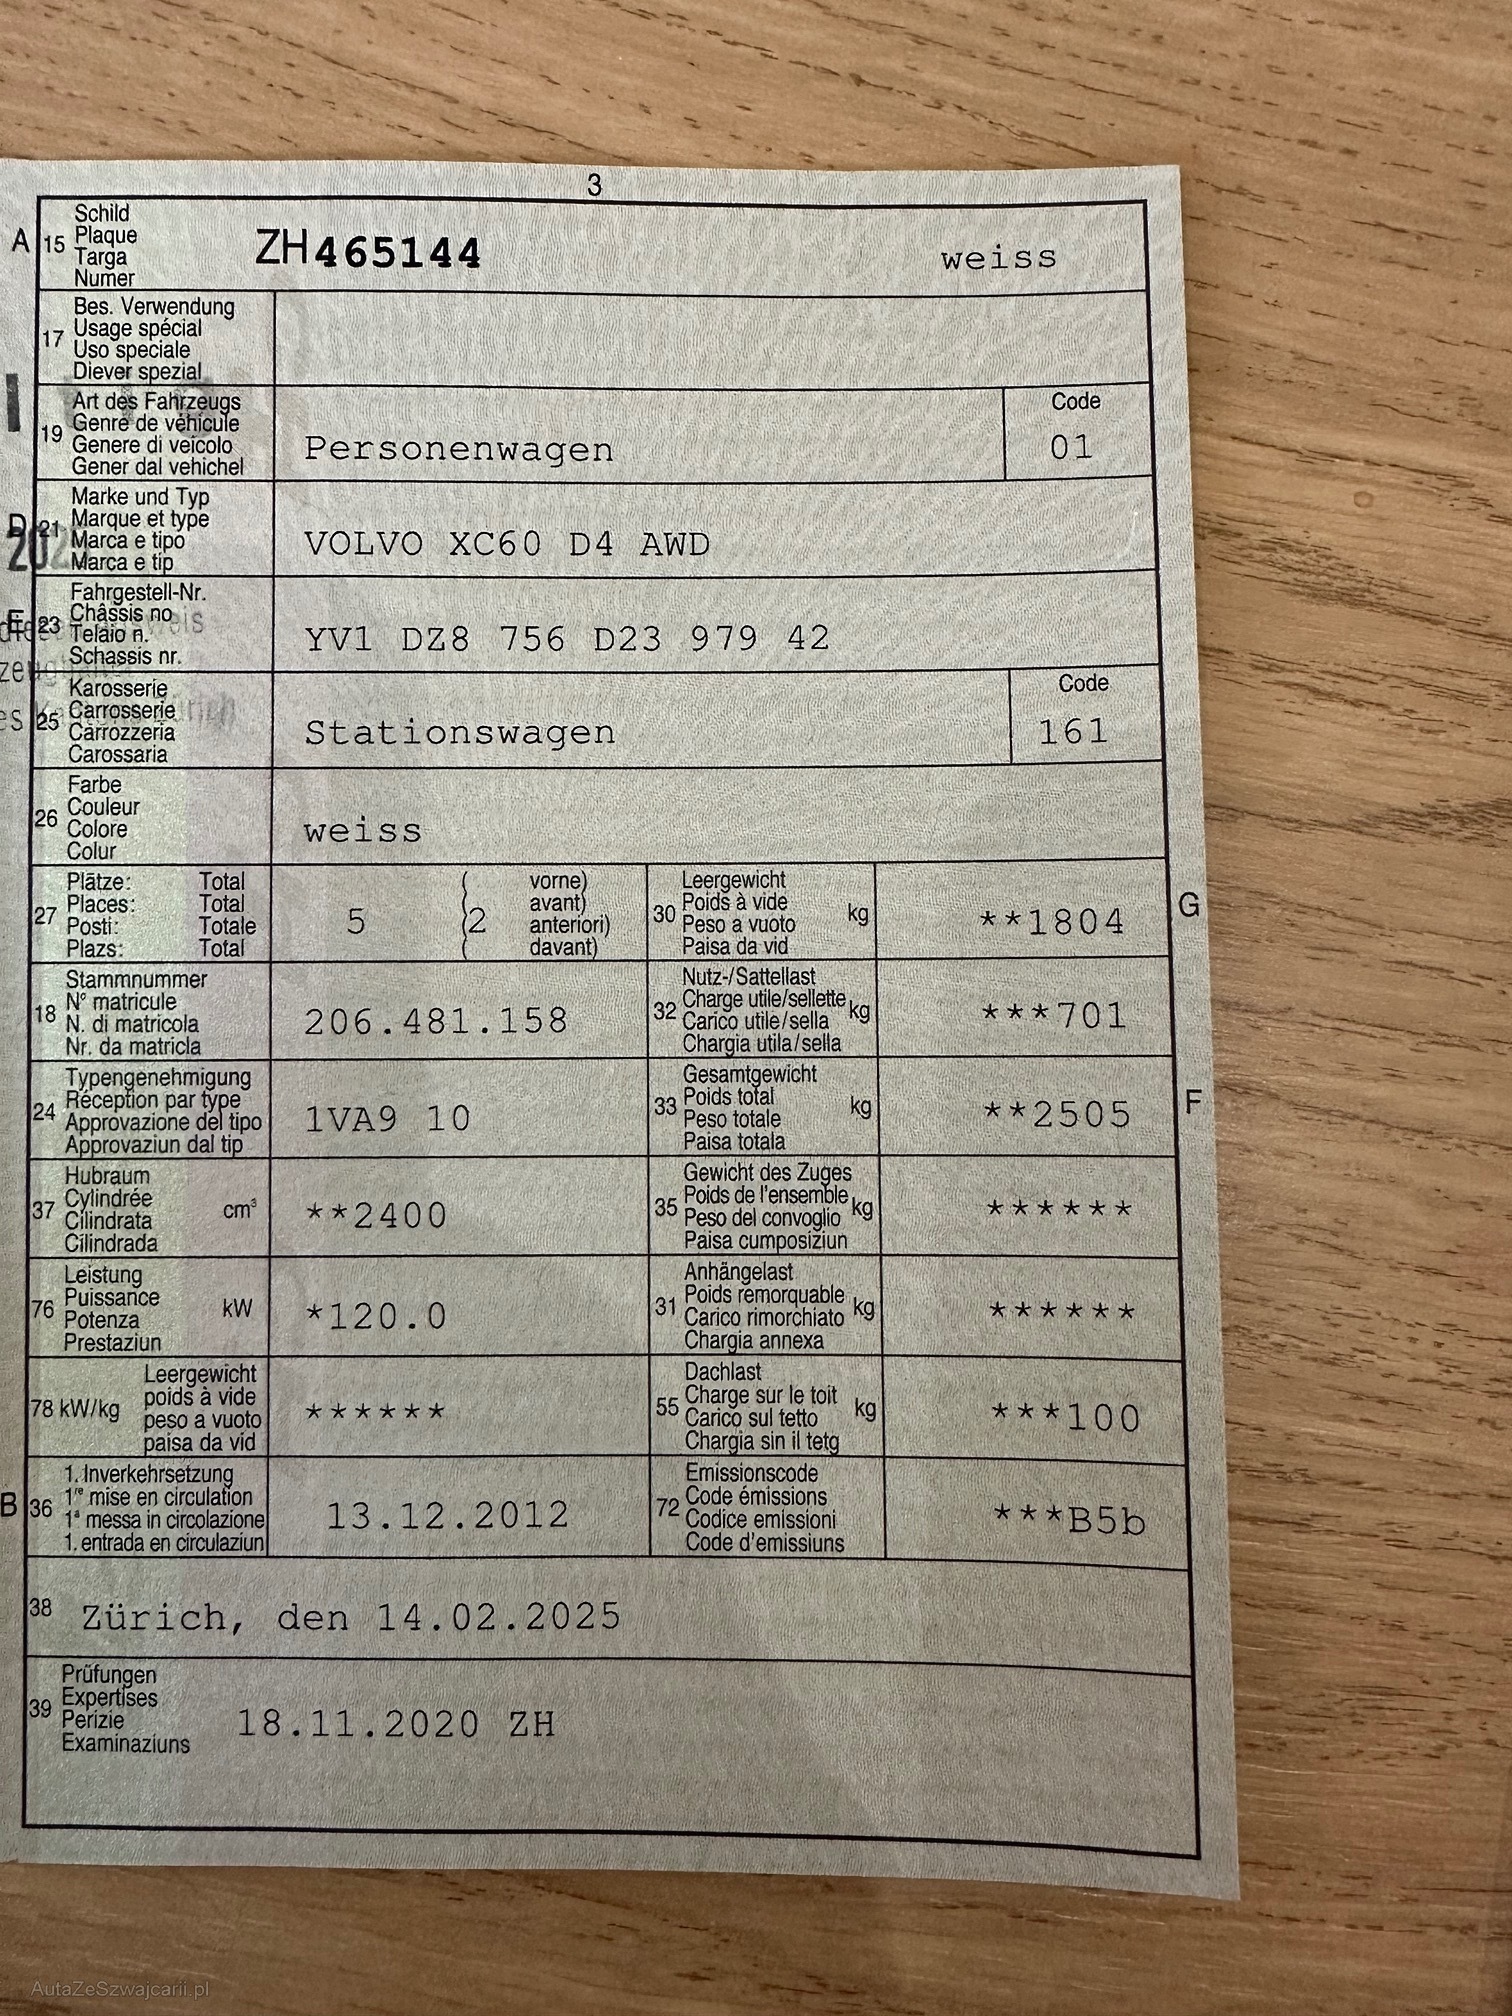 3
A 15 Schild
Plaque
Targa
Numer
ZH465144 weiss
17 Bes. Verwendung
Usage spécial
Uso speciale
Diever spezial
19 Art des Fahrzeugs
Genre de véhicule
Genere di veicolo
Gener dal vehichel
Personenwagen
Code
01
D 21 Marke und Typ
Marque et type
Marca e tipo
Marca e tip
VOLVO XC60 D4 AWD
E 23 Fahrgestell-Nr.
Châssis no
Telaio n.
Schassis nr.
YV1 DZ8 756 D23 979 42
25 Karosserie
Carrosserie
Carrozzeria
Carossaria
Stationswagen
Code
161
26 Farbe
Couleur
Colore
Colur
weiss
27 Plätze: Total
Places: Total
Posti: Totale
Plazs: Total
5 (2 vorne)
avant)
anteriori)
davant)
30 Leergewicht
Poids à vide
Peso a vuoto
Paisa da vid
kg
**1804
G
18 Stammnummer
N° matricule
N. di matricola
Nr. da matricla
206.481.158
32 Nutz-/Sattellast
Charge utile/sellette
Carico utile/sella
Chargia utila/sella
kg
***701
24 Typengenehmigung
Réception par type
Approvazione del tipo
Approvaziun dal tip
1VA9 10
33 Gesamtgewicht
Poids total
Peso totale
Paisa totala
kg
**2505
F
37 Hubraum
Cylindrée
Cilindrata
Cilindrada
cm³
**2400
35 Gewicht des Zuges
Poids de l'ensemble
Peso del convoglio
Paisa cumposiziun
kg
******
76 Leistung
Puissance
Potenza
Prestaziun
kW
*120.0
31 Anhängelast
Poids remorquable
Carico rimorchiato
Chargia annexa
kg
******
78 kW/kg Leergewicht
poids à vide
peso a vuoto
paisa da vid
******
55 Dachlast
Charge sur le toit
Carico sul tetto
Chargia sin il tetg
kg
***100
B 36 1. Inverkehrsetzung
1re mise en circulation
1a messa in circolazione
1. entrada en circulaziun
13.12.2012
72 Emissionscode
Code émissions
Codice emissioni
Code d'emissiuns
***B5b
38 Zürich, den 14.02.2025
39 Prüfungen
Expertises
Perizie
Examinaziuns
18.11.2020 ZH
AutaZeSzwajcarii.pl